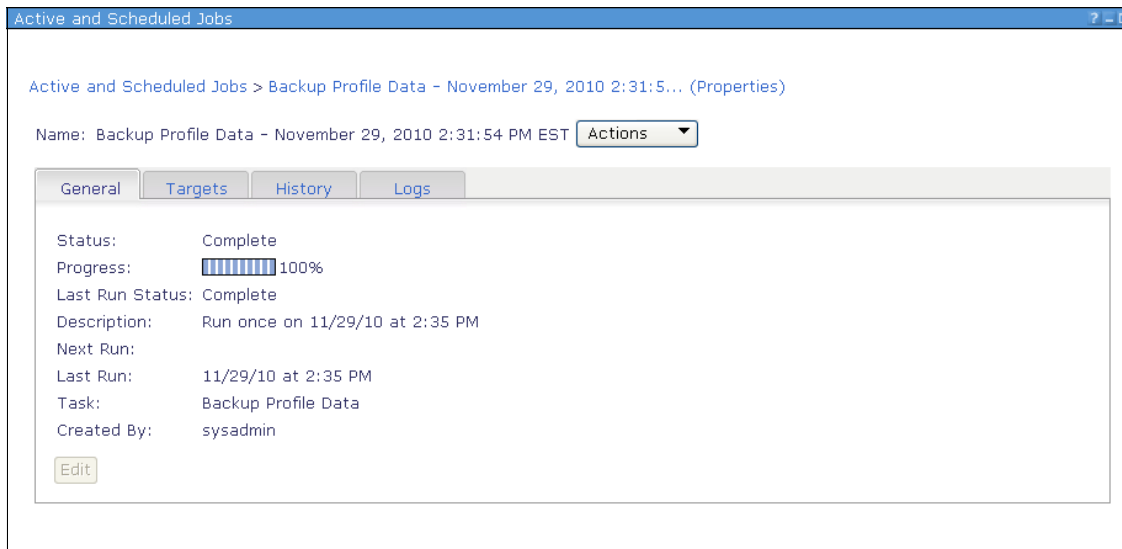 Active and Scheduled Jobs ?
Active and Scheduled Jobs > Backup Profile Data - November 29, 2010 2:31:5... (Properties)
Name: Backup Profile Data - November 29, 2010 2:31:54 PM EST Actions
General Targets History Logs
Status: Complete
Progress: 100%
Last Run Status: Complete
Description: Run once on 11/29/10 at 2:35 PM
Next Run:
Last Run: 11/29/10 at 2:35 PM
Task: Backup Profile Data
Created By: sysadmin
Edit